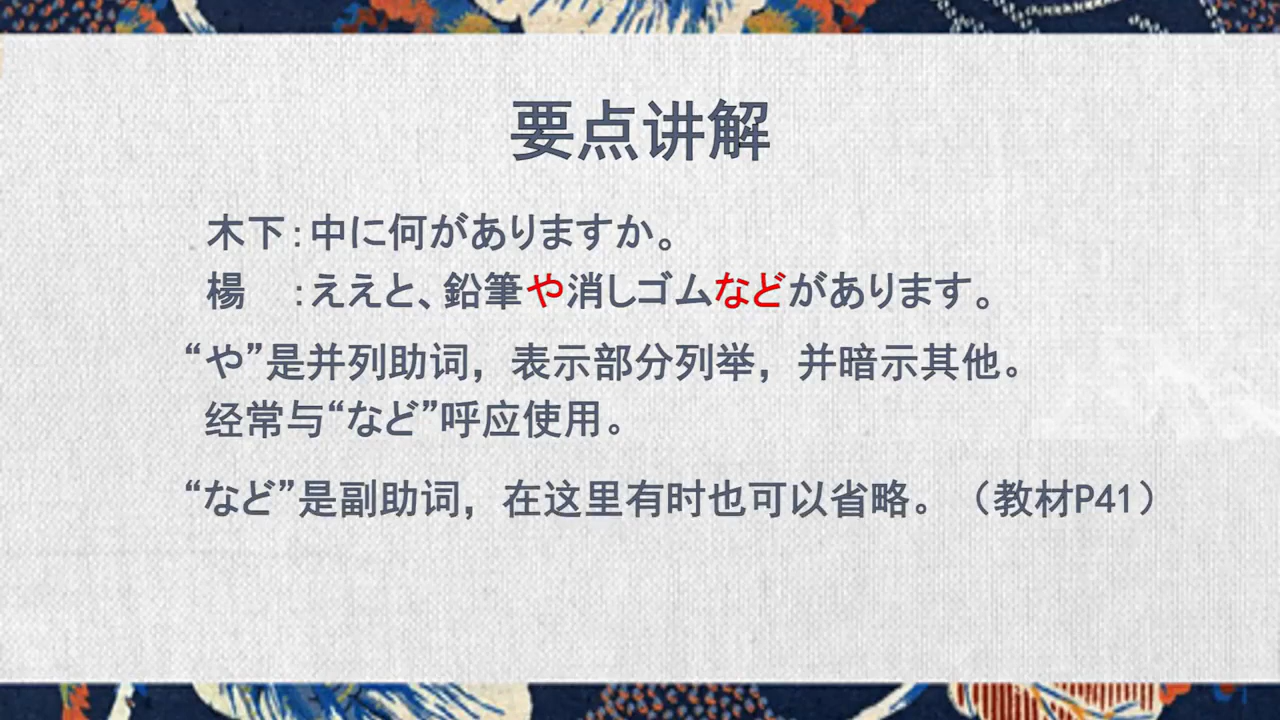 要点讲解
木下:中に何がありますか。
楊 :ええと、鉛筆や消しゴムなどがあります。
“や”是并列助词，表示部分列举，并暗示其他。
经常与“など”呼应使用。
“など”是副助词，在这里有时也可以省略。（教材P41）